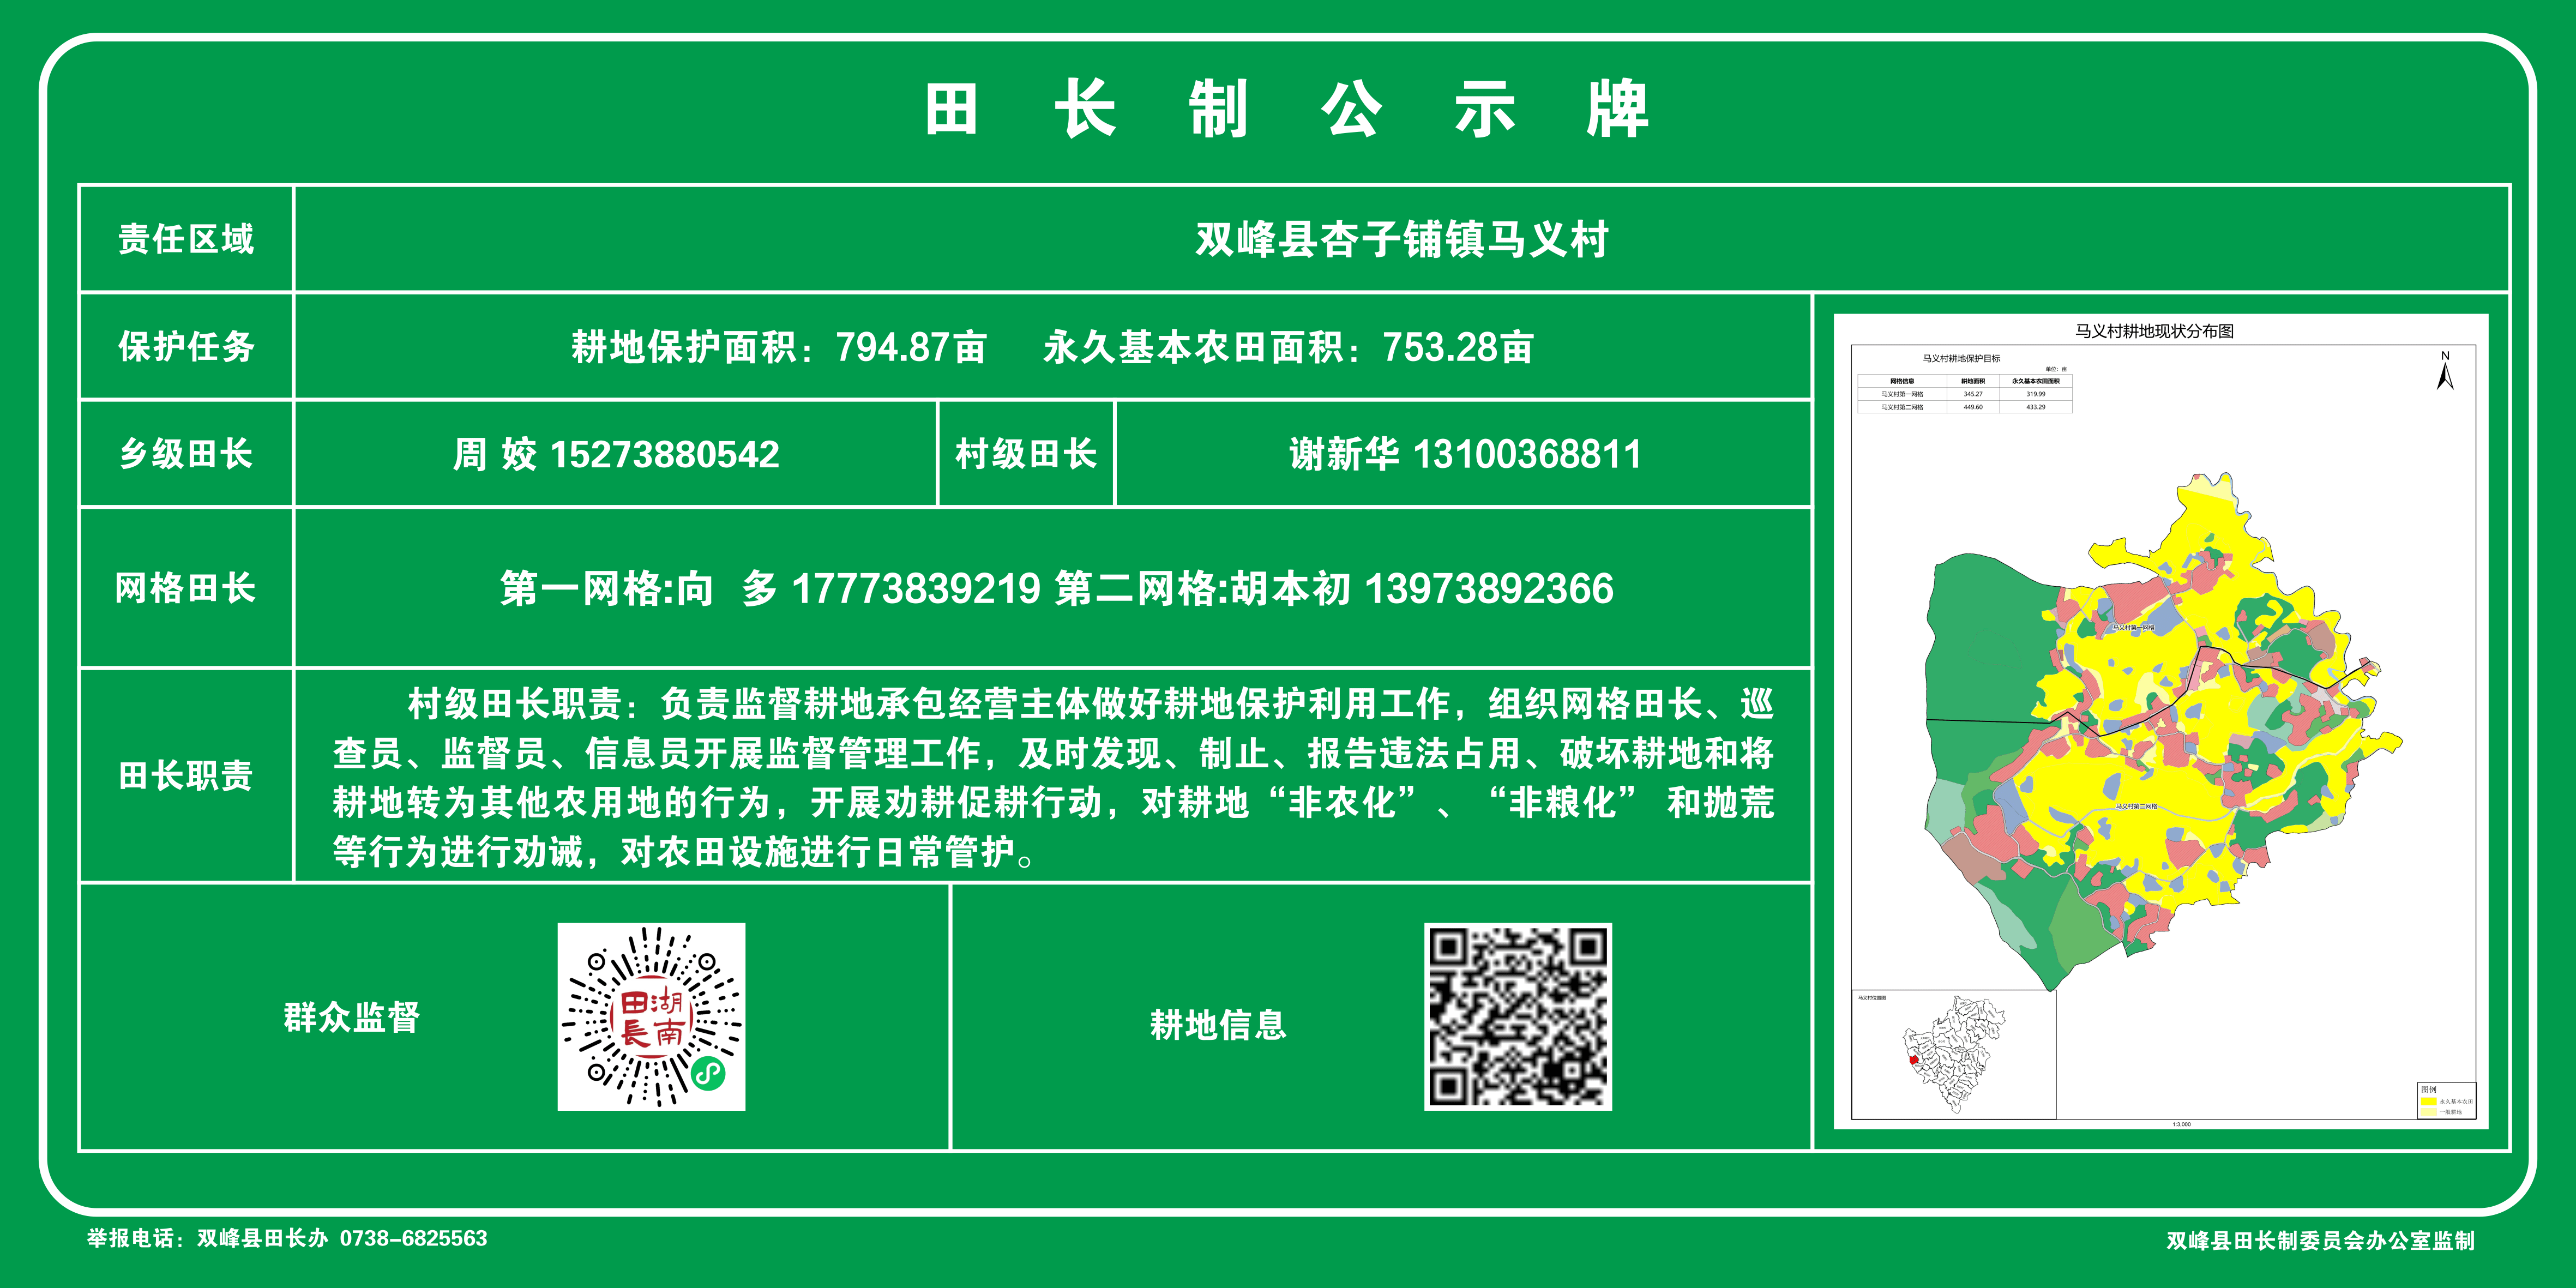 田长制公示牌
责任区域
双峰县杏子铺镇马义村
保护任务
耕地保护面积：794.87亩 永久基本农田面积：753.28亩
乡级田长
周 姣 15273880542
村级田长
谢新华 13100368811
网格田长
第一网格:向 多 17773839219 第二网格:胡本初 13973892366
田长职责
村级田长职责：负责监督耕地承包经营主体做好耕地保护利用工作，组织网格田长、巡
查员、监督员、信息员开展监督管理工作，及时发现、制止、报告违法占用、破坏耕地和将
耕地转为其他农用地的行为，开展劝耕促耕行动，对耕地“非农化”、“非粮化” 和抛荒
等行为进行劝诫，对农田设施进行日常管护。
群众监督
湖南
田長
耕地信息
马义村耕地现状分布图
马义村耕地保护目标
单位：亩
网格信息 耕地面积 永久基本农田面积
马义村第一网格 345.27 319.99
马义村第二网格 449.60 433.29
N
马义村第一网格
马义村第二网格
马义村位置图
图例
永久基本农田
一般耕地
1:3,000
举报电话：双峰县田长办 0738-6825563
双峰县田长制委员会办公室监制